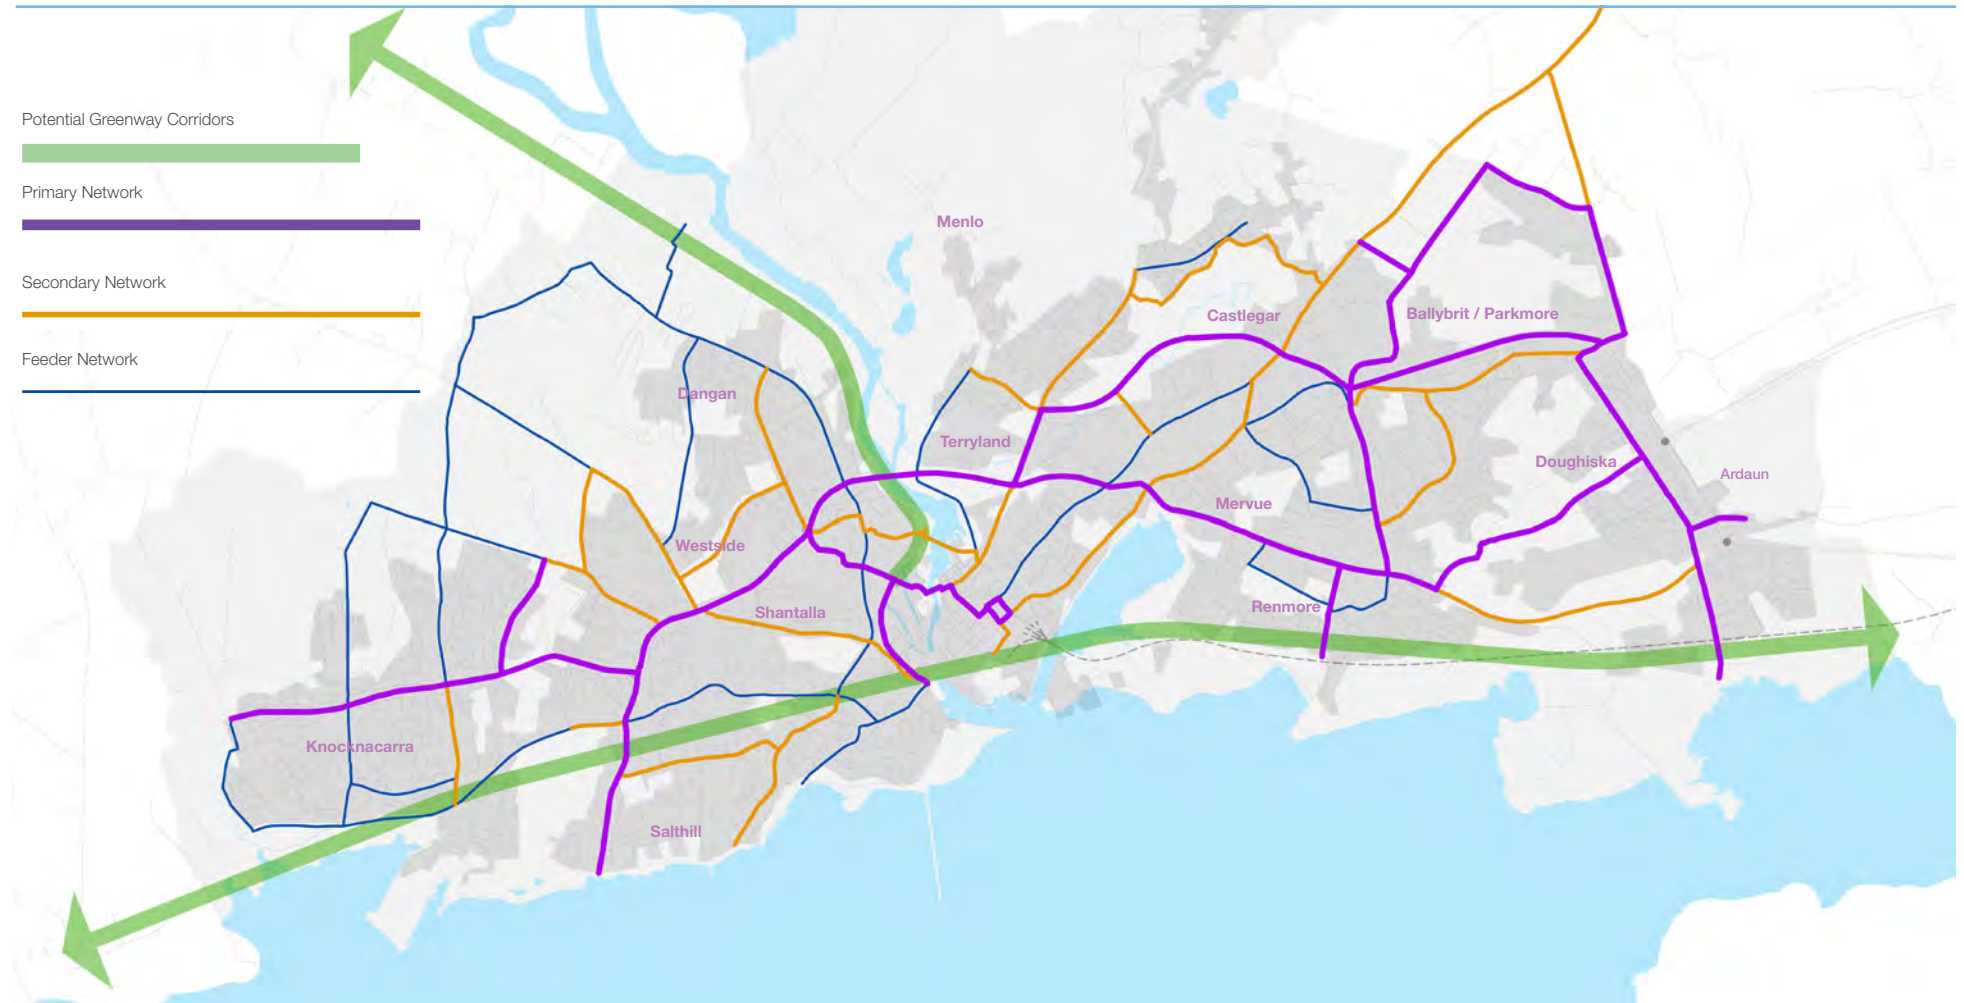 Potential Greenway Corridors
Primary Network
Secondary Network
Feeder Network
Menlo
Castlegar
Ballybrit / Parkmore
Dangan
Terryland
Doughiska
Ardaun
Mervue
Westside
Renmore
Shantalla
Knocknacarra
Salthill